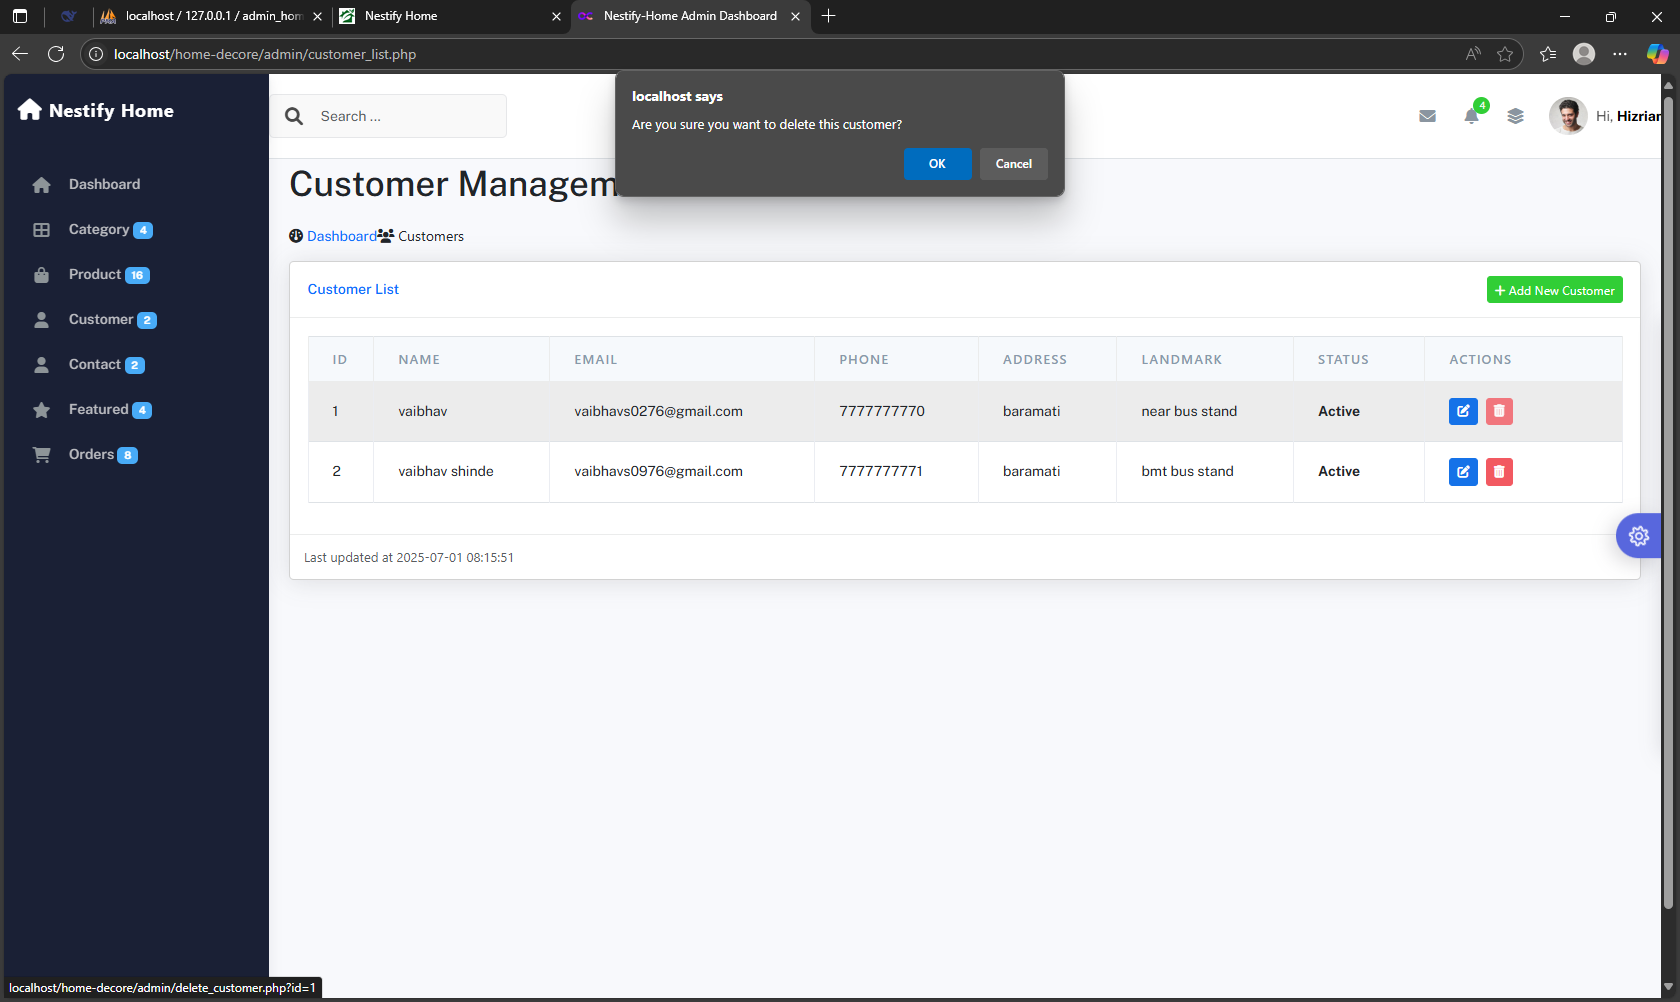 localhost / 127.0.0.1 / admin_hom
Nestify Home
Nestify-Home Admin Dashboard
localhost/home-decore/admin/customer_list.php
Nestify Home
Search ...
localhost says
Are you sure you want to delete this customer?
OK
Cancel
4
Hi, Hizrian
Dashboard
Category 4
Product 16
Customer 2
Contact 2
Featured 4
Orders 8
Customer Managem
Dashboard Customers
Customer List
+ Add New Customer
ID NAME EMAIL PHONE ADDRESS LANDMARK STATUS ACTIONS
1 vaibhav vaibhavs0276@gmail.com 7777777770 baramati near bus stand Active
2 vaibhav shinde vaibhavs0976@gmail.com 7777777771 baramati bmt bus stand Active
Last updated at 2025-07-01 08:15:51
localhost/home-decore/admin/delete_customer.php?id=1